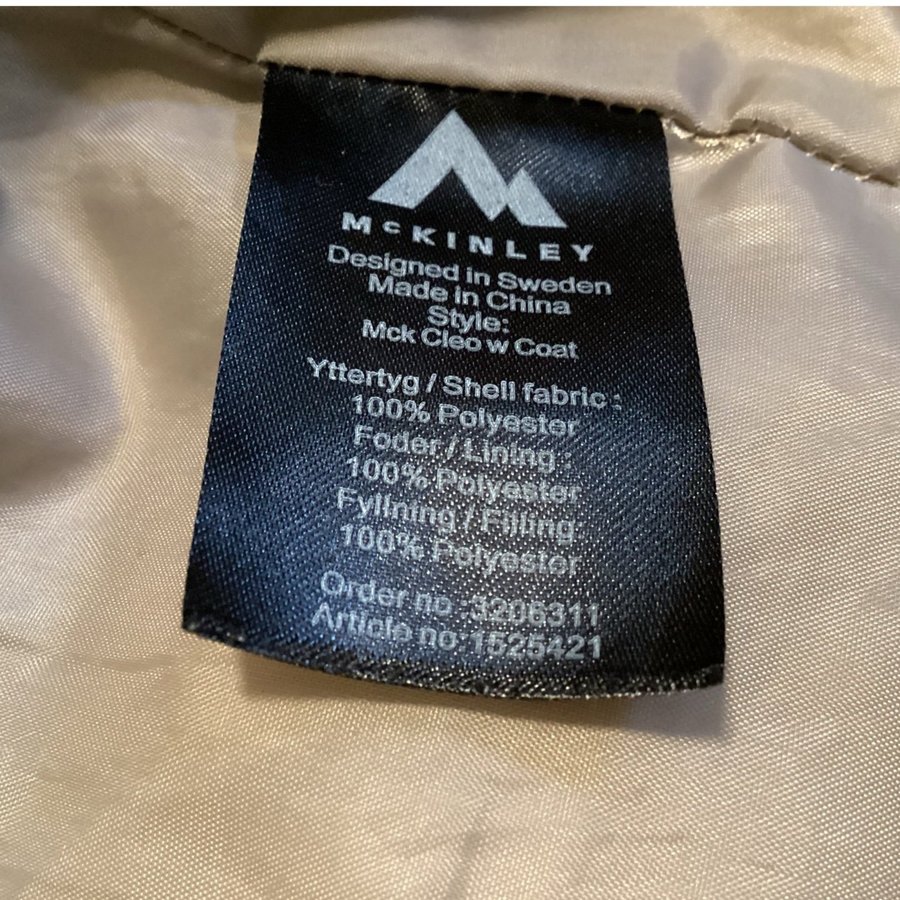 McKINLEY
Designed in Sweden
Made in China
Style:
Mck Cleo w Coat
Yttertyg / Shell fabric :
100% Polyester
Foder / Lining :
100% Polyester
Fyllning / Filling:
100% Polyester
Order no :3206311
Article no:1525421